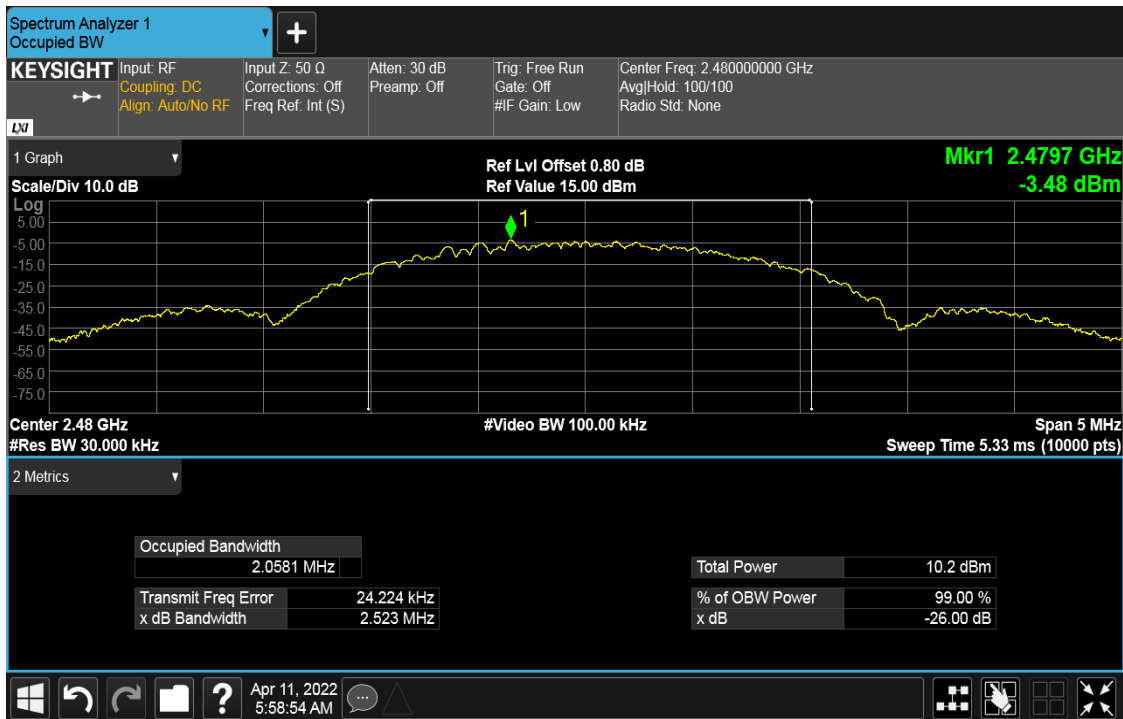 Spectrum Analyzer 1
Occupied BW
+
KEYSIGHT
LXI
Input: RF
Coupling: DC
Align: Auto/No RF
Input Z: 50 Ω
Corrections: Off
Freq Ref: Int (S)
Atten: 30 dB
Preamp: Off
Trig: Free Run
Gate: Off
#IF Gain: Low
Center Freq: 2.480000000 GHz
Avg|Hold: 100/100
Radio Std: None
1 Graph
Scale/Div 10.0 dB
Ref Lvl Offset 0.80 dB
Ref Value 15.00 dBm
Mkr1 2.4797 GHz
-3.48 dBm
Log
5.00
-5.00
-15.0
-25.0
-35.0
-45.0
-55.0
-65.0
-75.0
1
Center 2.48 GHz
#Res BW 30.000 kHz
#Video BW 100.00 kHz
Span 5 MHz
Sweep Time 5.33 ms (10000 pts)
2 Metrics
Occupied Bandwidth
2.0581 MHz
Transmit Freq Error 24.224 kHz
x dB Bandwidth 2.523 MHz
Total Power 10.2 dBm
% of OBW Power 99.00 %
x dB -26.00 dB
?
Apr 11, 2022
5:58:54 AM